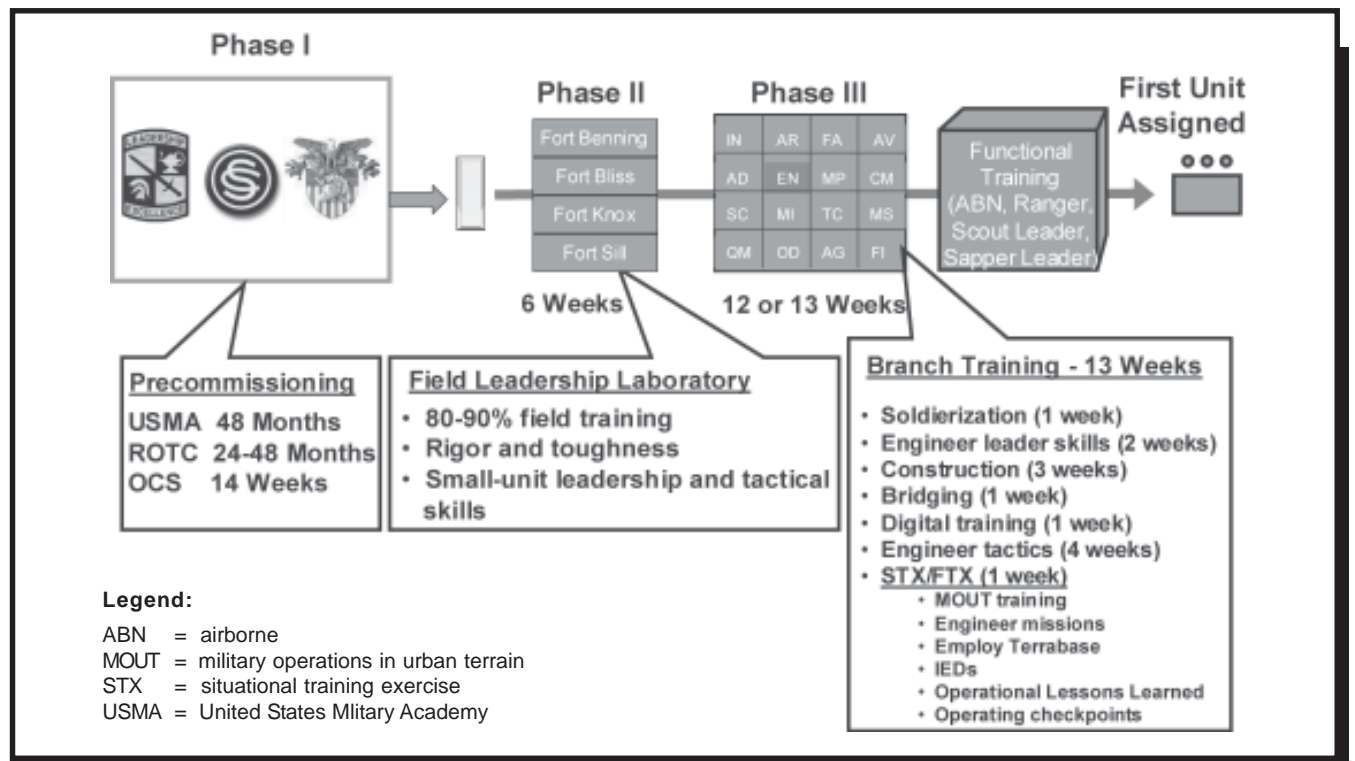 Phase I
LEADERSHIP
EXCELLENCE
OCS
Phase II
Fort Benning
Fort Bliss
Fort Knox
Fort Sill
6 Weeks
Phase III
IN AR FA AV
AD EN MP CM
SC MI TC MS
QM OD AG FI
12 or 13 Weeks
Functional
Training
(ABN, Ranger,
Scout Leader,
Sapper Leader)
First Unit
Assigned
Precommissioning
USMA 48 Months
ROTC 24-48 Months
OCS 14 Weeks
Field Leadership Laboratory
• 80-90% field training
• Rigor and toughness
• Small-unit leadership and tactical
skills
Branch Training - 13 Weeks
• Soldierization (1 week)
• Engineer leader skills (2 weeks)
• Construction (3 weeks)
• Bridging (1 week)
• Digital training (1 week)
• Engineer tactics (4 weeks)
• STX/FTX (1 week)
• MOUT training
• Engineer missions
• Employ Terrabase
• IEDs
• Operational Lessons Learned
• Operating checkpoints
Legend:
ABN = airborne
MOUT = military operations in urban terrain
STX = situational training exercise
USMA = United States MIitary Academy